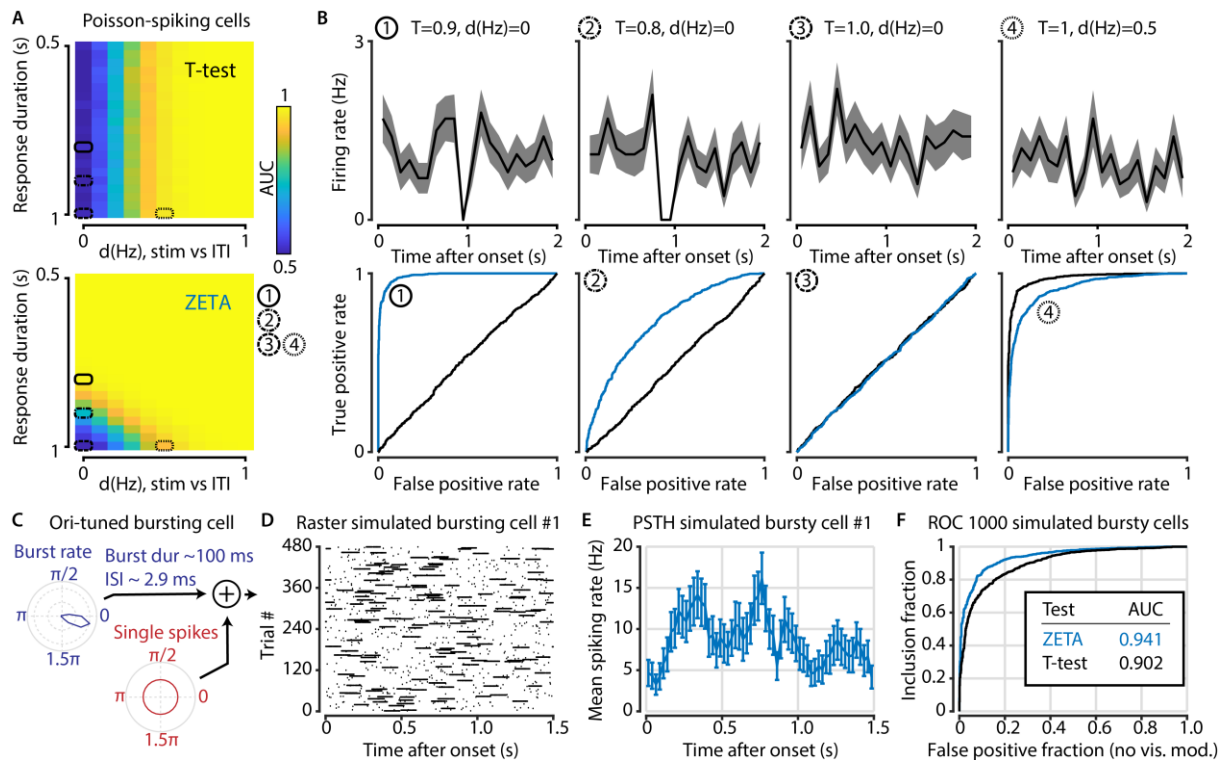 A
Poisson-spiking cells
Response duration (s)
0.5
1
T-test
0
1
d(Hz), stim vs ITI
1
AUC
0.5
Response duration (s)
0.5
1
ZETA
0
1
d(Hz), stim vs ITI
1
2
3 4
B
1 T=0.9, d(Hz)=0
2 T=0.8, d(Hz)=0
3 T=1.0, d(Hz)=0
4 T=1, d(Hz)=0.5
Firing rate (Hz)
3
0
0 1 2
0 1 2
0 1 2
0 1 2
Time after onset (s)
Time after onset (s)
Time after onset (s)
Time after onset (s)
True positive rate
1
0
1
2
3
4
0 1
0 1
0 1
0 1
False positive rate
False positive rate
False positive rate
False positive rate
C
Ori-tuned bursting cell
Burst rate
π/2
π
0
1.5π
Burst dur ~100 ms
ISI ~ 2.9 ms
+
Single spikes
π/2
π
0
1.5π
D
Raster simulated bursting cell #1
Trial #
480
360
240
120
0
0 0.5 1.0 1.5
Time after onset (s)
E
PSTH simulated bursty cell #1
Mean spiking rate (Hz)
20
15
10
5
0
0 0.5 1.0 1.5
Time after onset (s)
F
ROC 1000 simulated bursty cells
Inclusion fraction
1
0.8
0.6
0.4
0.2
0
Test AUC
ZETA 0.941
T-test 0.902
0 0.2 0.4 0.6 0.8 1.0
False positive fraction (no vis. mod.)